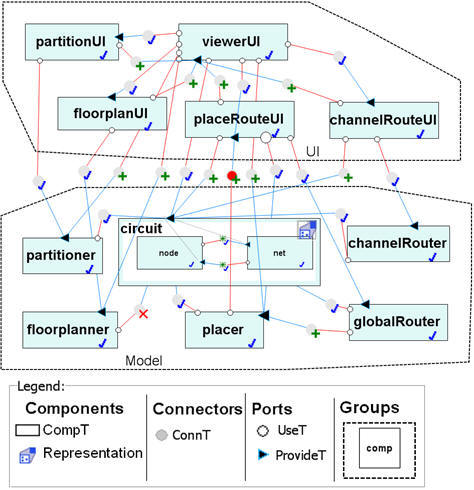 partitionUI
viewerUI
floorplanUI
placeRouteUI
channelRouteUI
UI
circuit
node
net
partitioner
channelRouter
floorplanner
placer
globalRouter
Model
Legend:
Components
Connectors
Ports
Groups
CompT
ConnT
UseT
comp
Representation
ProvideT